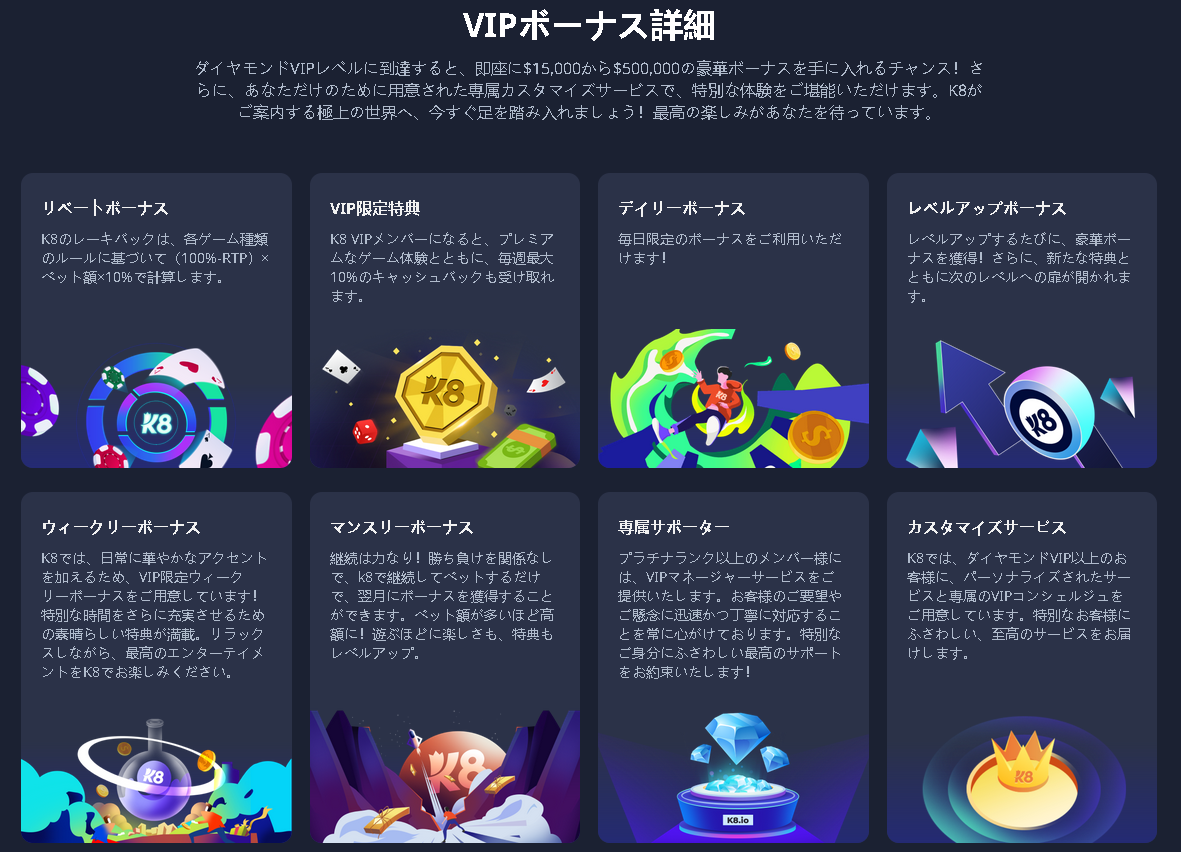 VIPボーナス詳細
ダイヤモンドVIPレベルに到達すると、即座に$15,000から$500,000の豪華ボーナスを手に入れるチャンス！さ
らに、あなただけのために用意された専属カスタマイズサービスで、特別な体験をご堪能いただけます。K8が
ご案内する極上の世界へ、今すぐ足を踏み入れましょう！最高の楽しみがあなたを待っています。
リベートボーナス
K8のレーキバックは、各ゲーム種類
のルールに基づいて（100%-RTP）×
ベット額×10%で計算します。
K8
VIP限定特典
K8 VIPメンバーになると、プレミア
ムなゲーム体験とともに、毎週最大
10%のキャッシュバックも受け取れ
ます。
K8
デイリーボーナス
毎日限定のボーナスをご利用いただ
けます！
K8
レベルアップボーナス
レベルアップするたびに、豪華ボー
ナスを獲得！さらに、新たな特典と
ともに次のレベルへの扉が開かれま
す。
K8
ウィークリーボーナス
K8では、日常に華やかなアクセント
を加えるため、VIP限定ウィーク
リーボーナスをご用意しています！
特別な時間をさらに充実させるため
の素晴らしい特典が満載。リラック
スしながら、最高のエンターテイメ
ントをK8でお楽しみください。
K8
マンスリーボーナス
継続は力なり！勝ち負けを関係なし
で、k8で継続してベットするだけ
で、翌月にボーナスを獲得すること
ができます。ベット額が多いほど高
額に！遊ぶほどに楽しさも、特典も
レベルアップ。
K8
専属サポーター
プラチナランク以上のメンバー様に
は、VIPマネージャーサービスをご
提供いたします。お客様のご要望や
ご懸念に迅速かつ丁寧に対応するこ
とを常に心がけております。特別な
ご身分にふさわしい最高のサポート
をお約束いたします！
K8.io
カスタマイズサービス
K8では、ダイヤモンドVIP以上のお
客様に、パーソナライズされたサー
ビスと専属のVIPコンシェルジュを
ご用意しています。特別なお客様に
ふさわしい、至高のサービスをお届
けします。
K8